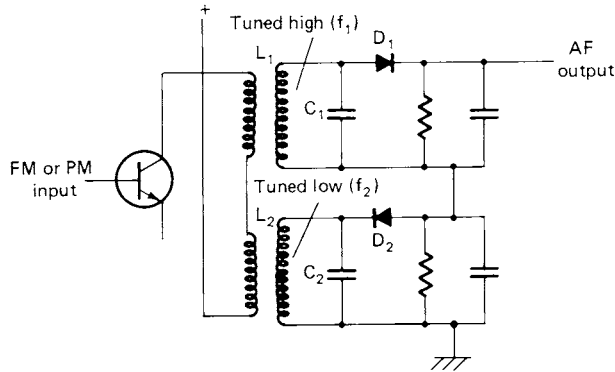 +
Tuned high (f₁)
L₁
D₁
AF
output
C₁
FM or PM
input
Tuned low (f₂)
L₂
D₂
C₂